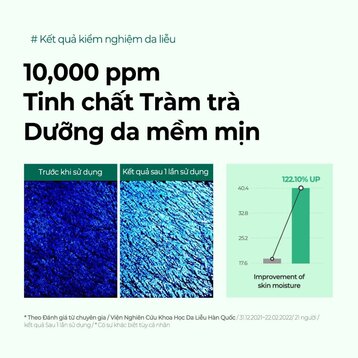 # Kết quả kiểm nghiệm da liễu
10,000 ppm
Tinh chất Tràm trà
Dưỡng da mềm mịn
Trước khi sử dụng
Kết quả sau 1 lần sử dụng
122.10% UP
40.4
32.8
25.2
17.6
Improvement of
skin moisture
* Theo Đánh giá từ chuyên gia / Viện Nghiên Cứu Khoa Học Da Liễu Hàn Quốc / 31.12.2021~22.02.2022/ 21 người /
kết quả Sau 1 lần sử dụng / * Có sự khác biệt tùy cá nhân